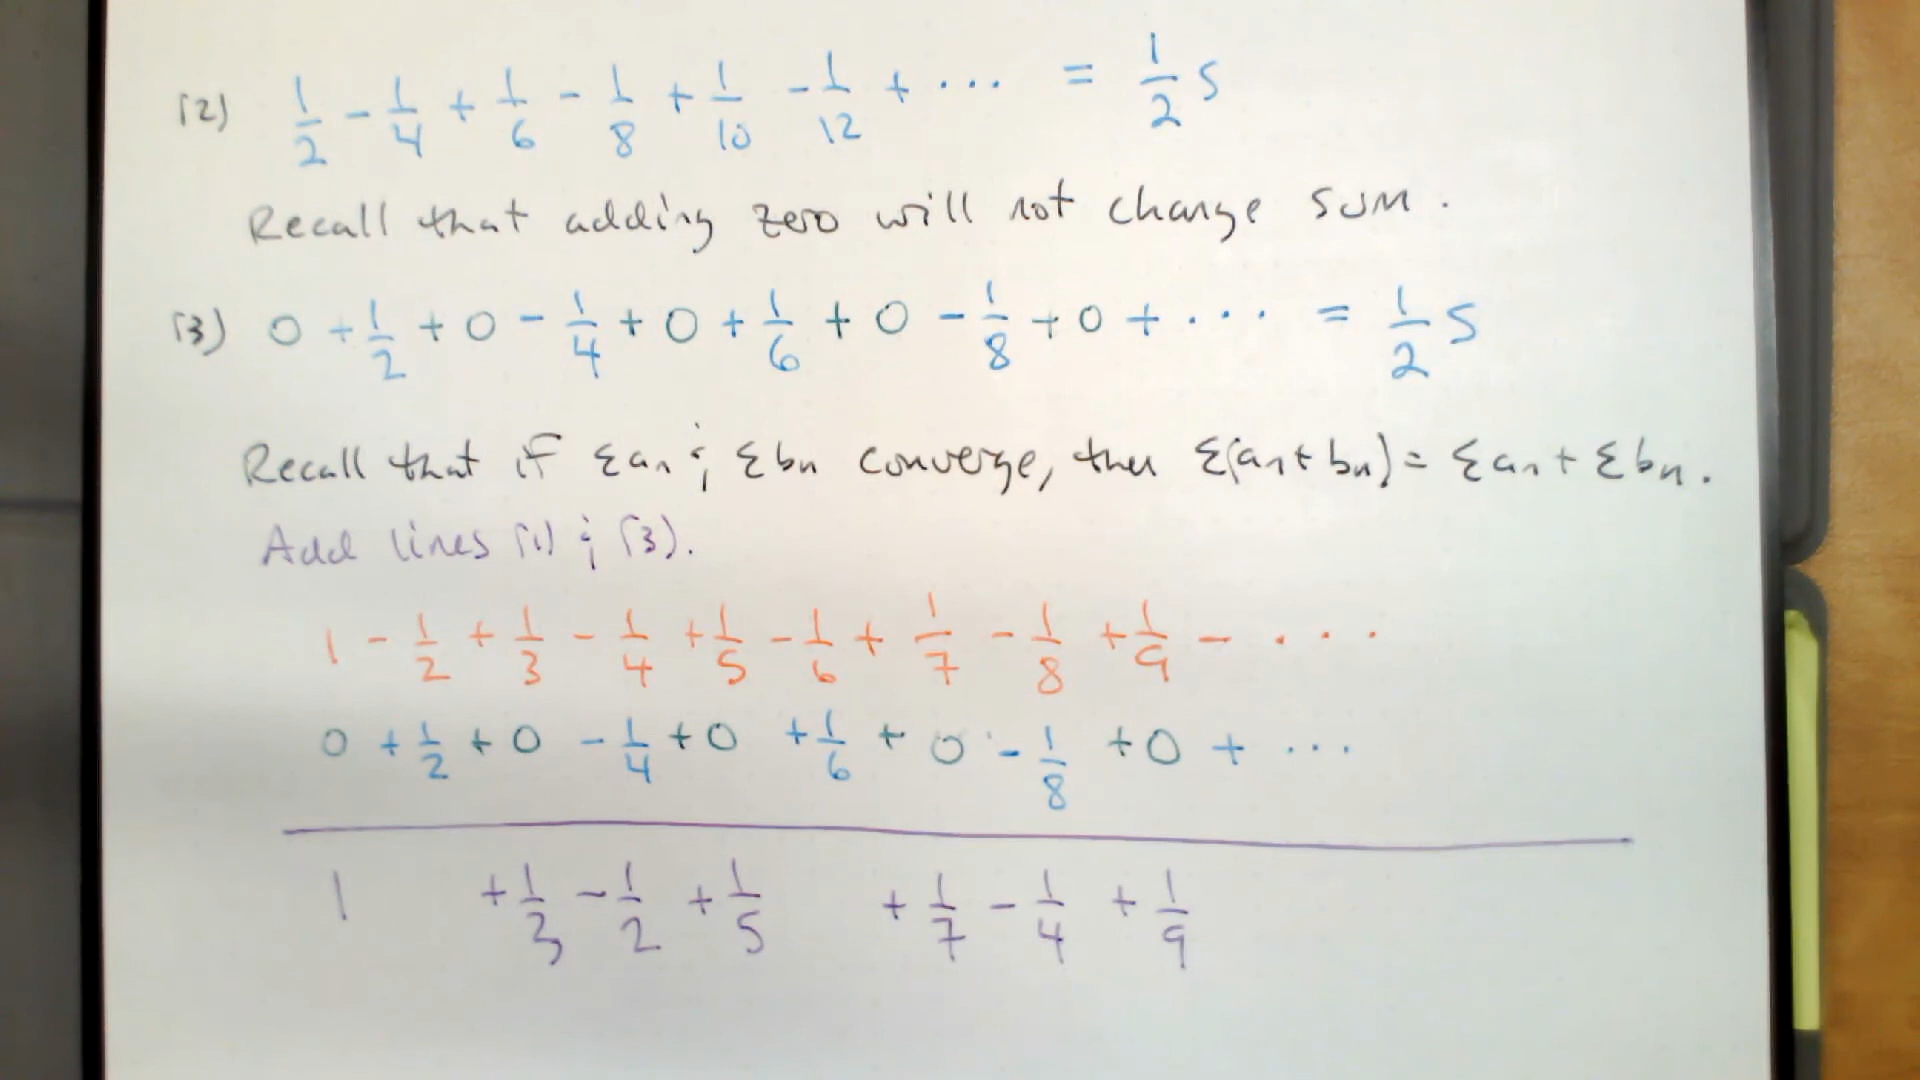 (2) 1/2 - 1/4 + 1/6 - 1/8 + 1/10 - 1/12 + ... = 1/2 S
Recall that adding zero will not change sum.
(3) 0 + 1/2 + 0 - 1/4 + 0 + 1/6 + 0 - 1/8 + 0 + ... = 1/2 S
Recall that if Σan & Σbn converge, then Σ(an + bn) = Σan + Σbn.
Add lines (1) & (3).
1 - 1/2 + 1/3 - 1/4 + 1/5 - 1/6 + 1/7 - 1/8 + 1/9 - ...
0 + 1/2 + 0 - 1/4 + 0 + 1/6 + 0 - 1/8 + 0 + ...
1 + 1/3 - 1/2 + 1/5 + 1/7 - 1/4 + 1/9